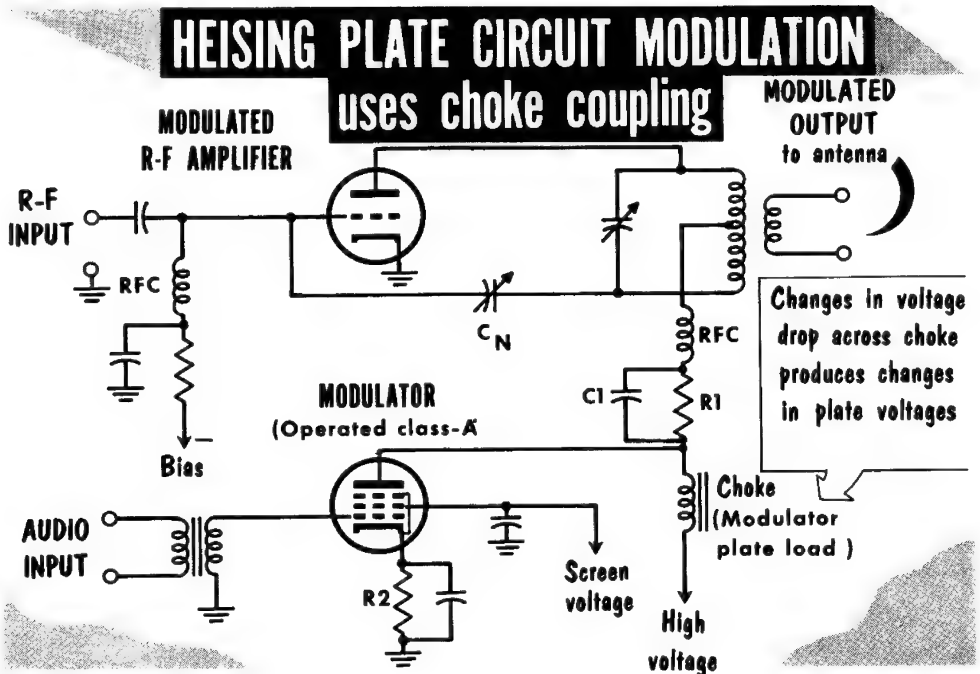 HEISING PLATE CIRCUIT MODULATION
uses choke coupling
MODULATED
R-F AMPLIFIER
MODULATED
OUTPUT
to antenna
R-F
INPUT
RFC
C N
RFC
Changes in voltage
drop across choke
produces changes
in plate voltages
C1
R1
MODULATOR
(Operated class-A
–
Bias
AUDIO
INPUT
R2
Screen
voltage
Choke
(Modulator
plate load )
High
voltage